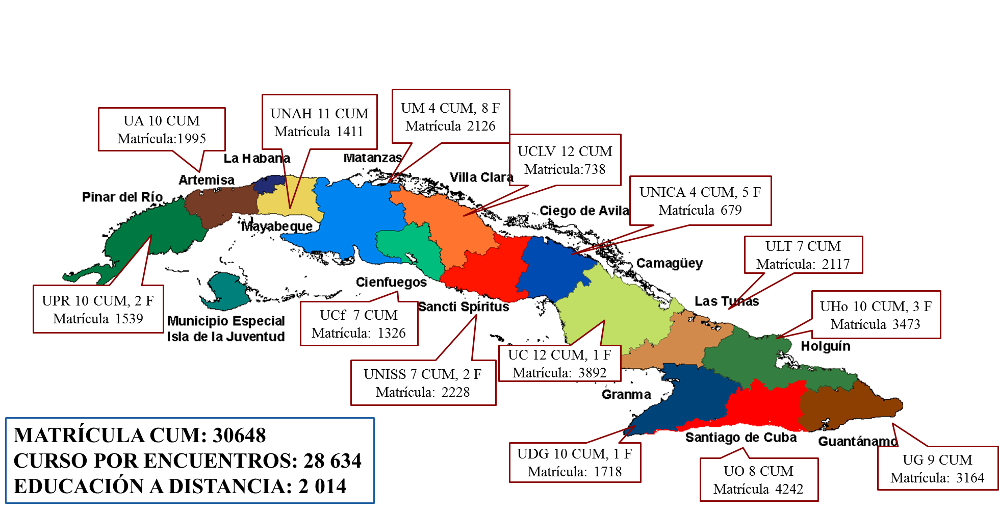 UA 10 CUM
Matrícula:1995
UNAH 11 CUM
Matrícula 1411
UM 4 CUM, 8 F
Matrícula 2126
UCLV 12 CUM
Matrícula:738
UNICA 4 CUM, 5 F
Matrícula 679
ULT 7 CUM
Matrícula: 2117
UHo 10 CUM, 3 F
Matrícula 3473
La Habana
Matanzas
Artemisa
Villa Clara
Pinar del Río
Ciego de Avila
Mayabeque
Camagüey
Cienfuegos
Las Tunas
Sancti Spíritus
Municipio Especial
Isla de la Juventud
Holguín
Granma
Santiago de Cuba
Guantánamo
UPR 10 CUM, 2 F
Matrícula 1539
UCf 7 CUM
Matrícula: 1326
UC 12 CUM, 1 F
Matrícula: 3892
UNISS 7 CUM, 2 F
Matrícula: 2228
UDG 10 CUM, 1 F
Matrícula: 1718
UO 8 CUM
Matrícula 4242
UG 9 CUM
Matrícula: 3164
MATRÍCULA CUM: 30648
CURSO POR ENCUENTROS: 28 634
EDUCACIÓN A DISTANCIA: 2 014